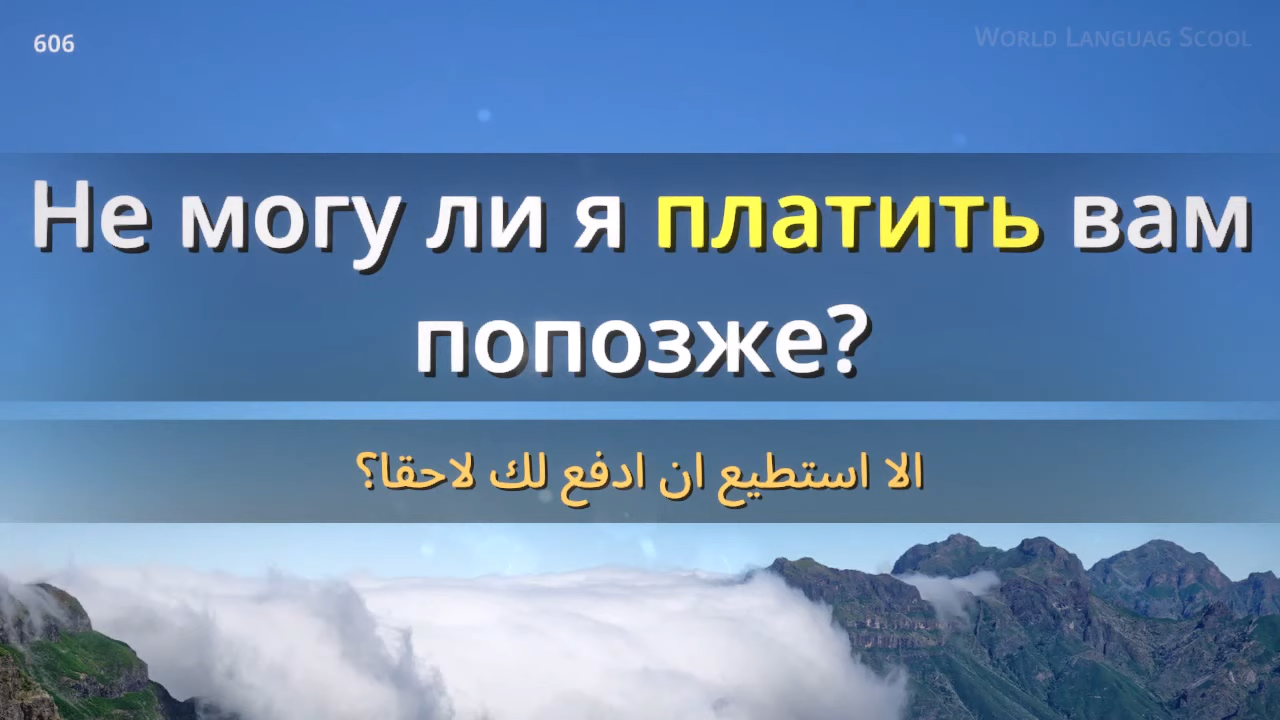 606
World Languag Scool
Не могу ли я платить вам
попозже?
الا استطيع ان ادفع لك لاحقا؟